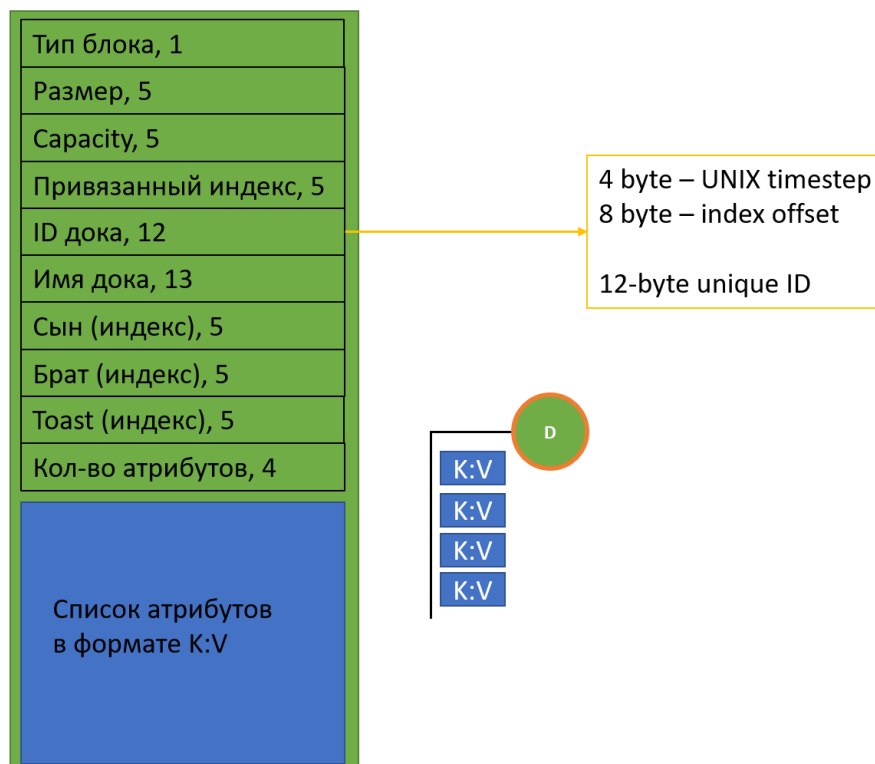 Тип блока, 1
Размер, 5
Capacity, 5
Привязанный индекс, 5
ID дока, 12
Имя дока, 13
Сын (индекс), 5
Брат (индекс), 5
Toast (индекс), 5
Кол-во атрибутов, 4
Список атрибутов
в формате K:V
4 byte – UNIX timestep
8 byte – index offset
12-byte unique ID
D
K:V
K:V
K:V
K:V